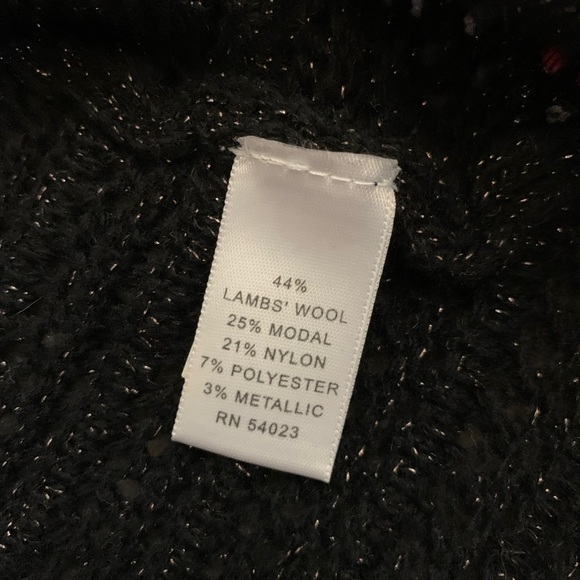 44%
LAMBS' WOOL
25% MODAL
21% NYLON
7% POLYESTER
3% METALLIC
RN 54023